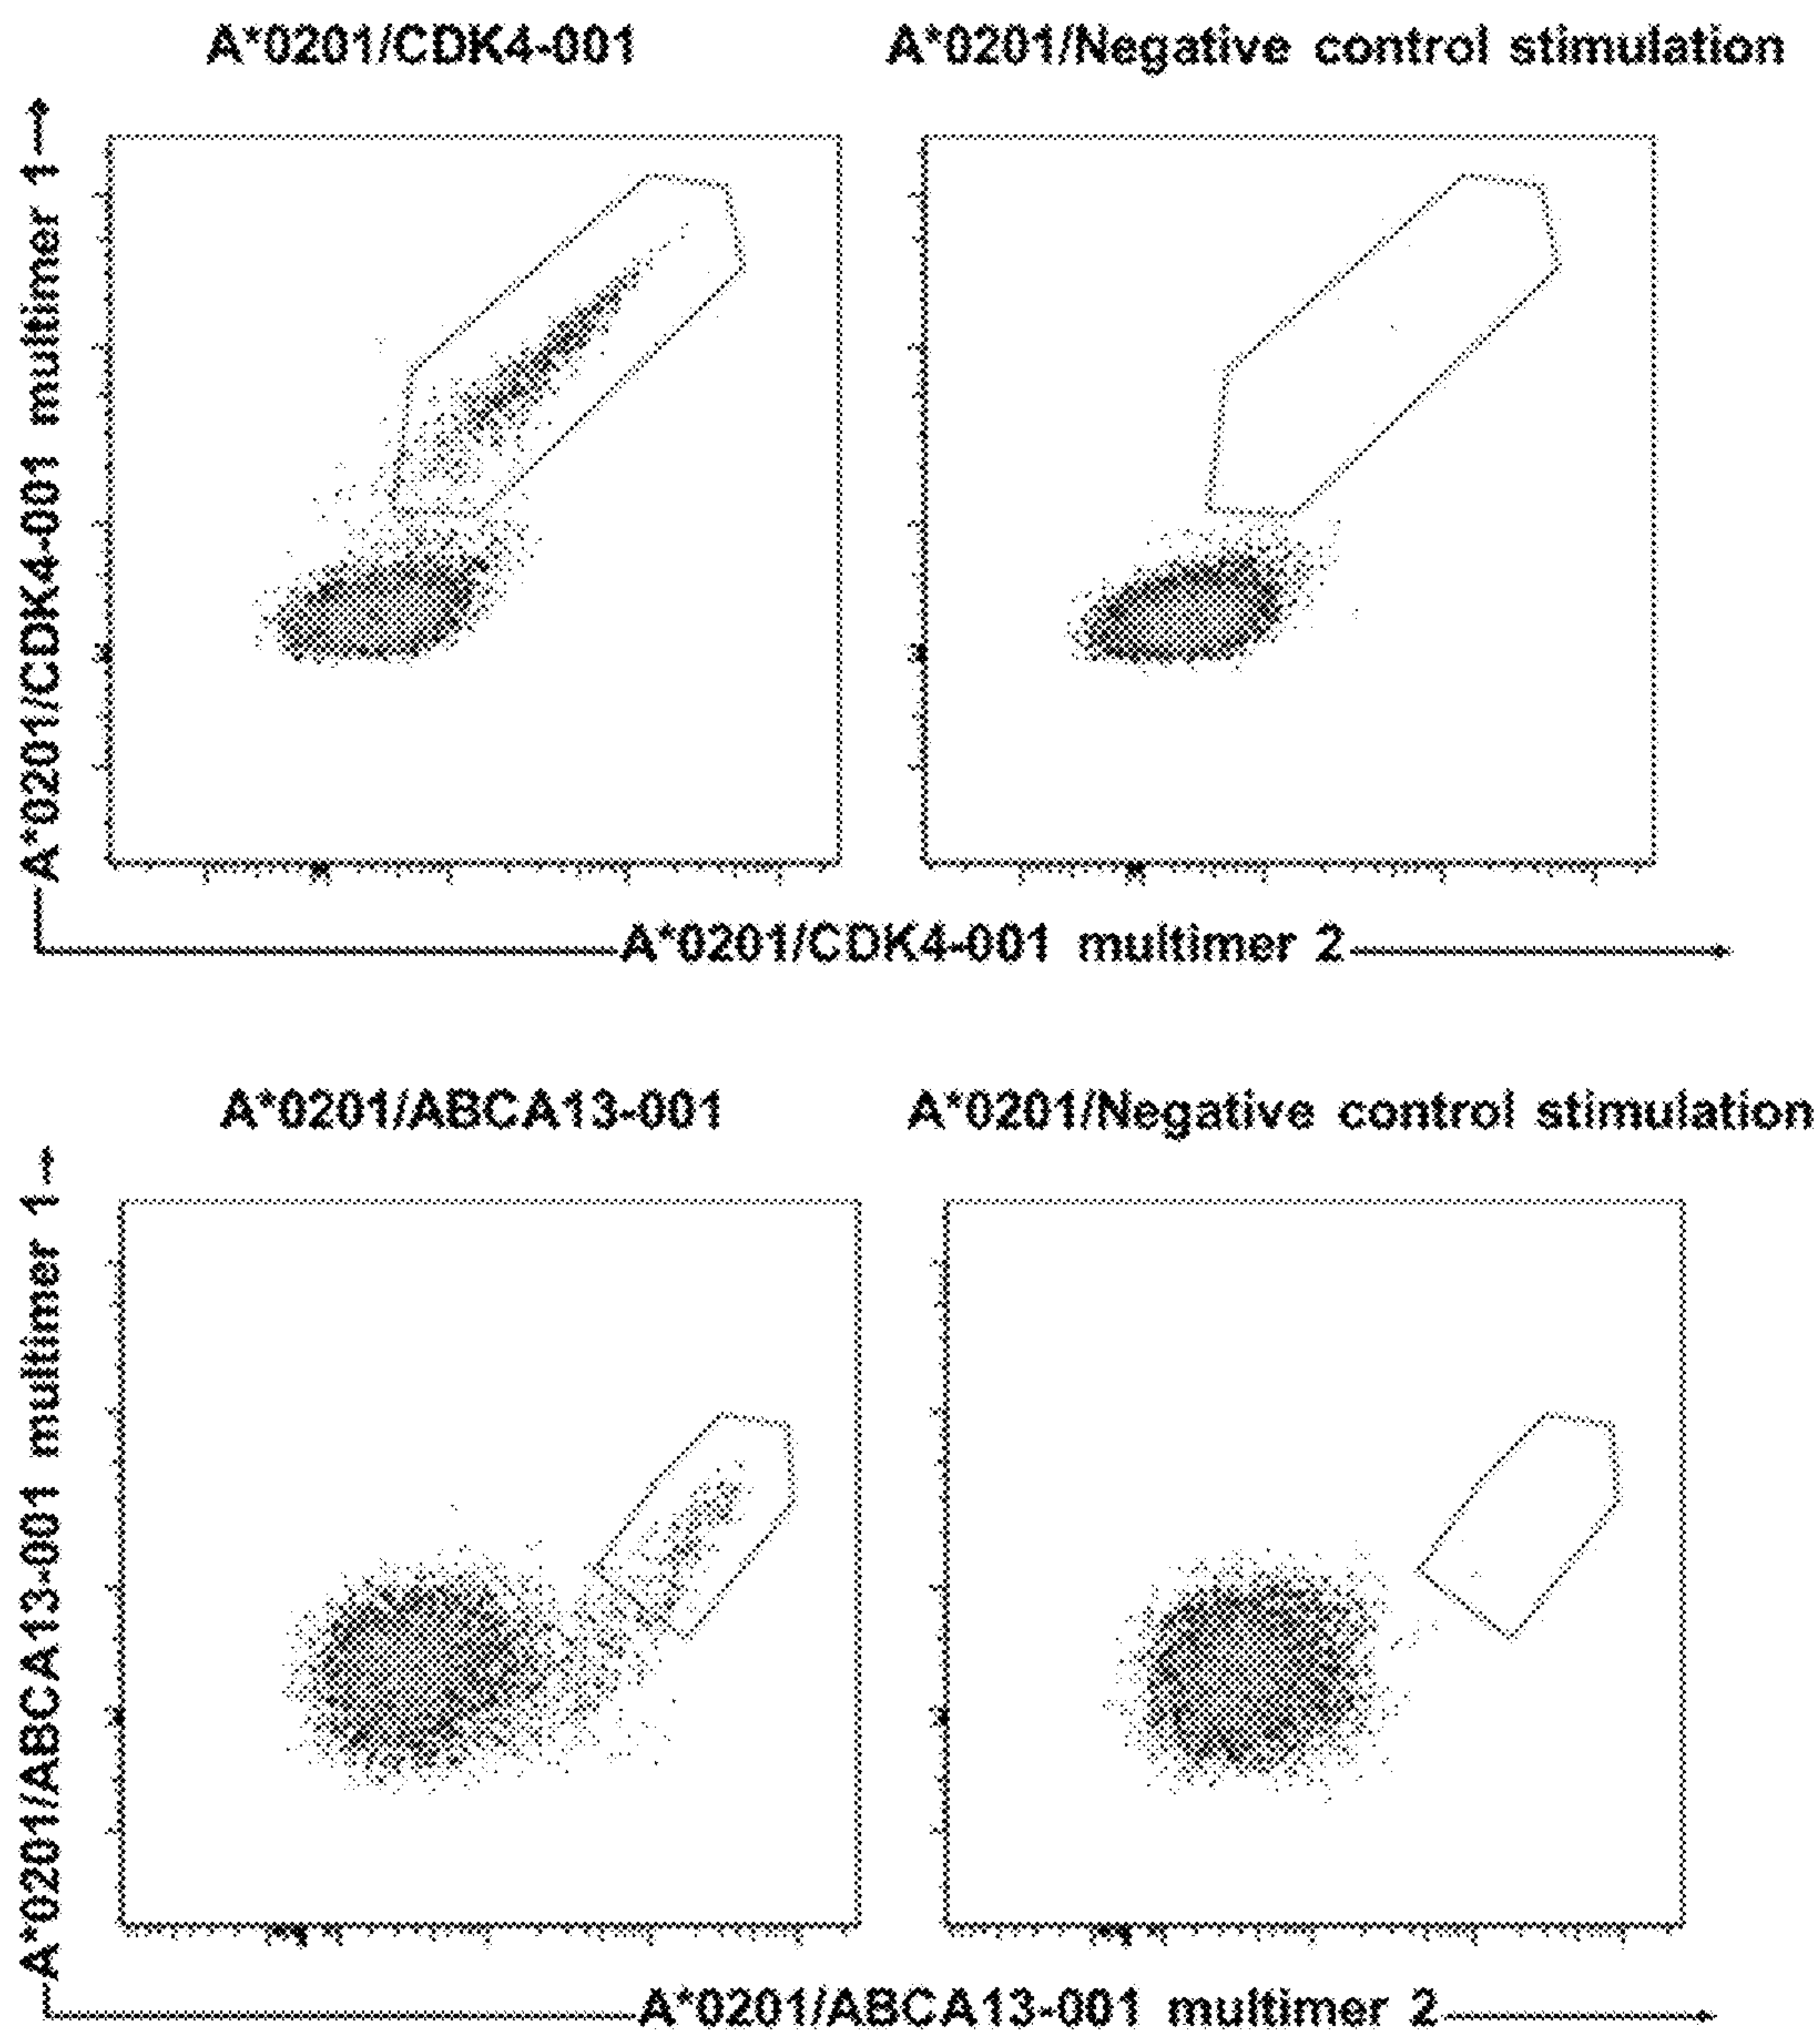 A*0201/CDK4-001
A*0201/Negative control stimulation
A*0201/CDK4-001 multimer 1
A*0201/CDK4-001 multimer 2
A*0201/ABCA13-001
A*0201/Negative control stimulation
A*0201/ABCA13-001 multimer 1
A*0201/ABCA13-001 multimer 2